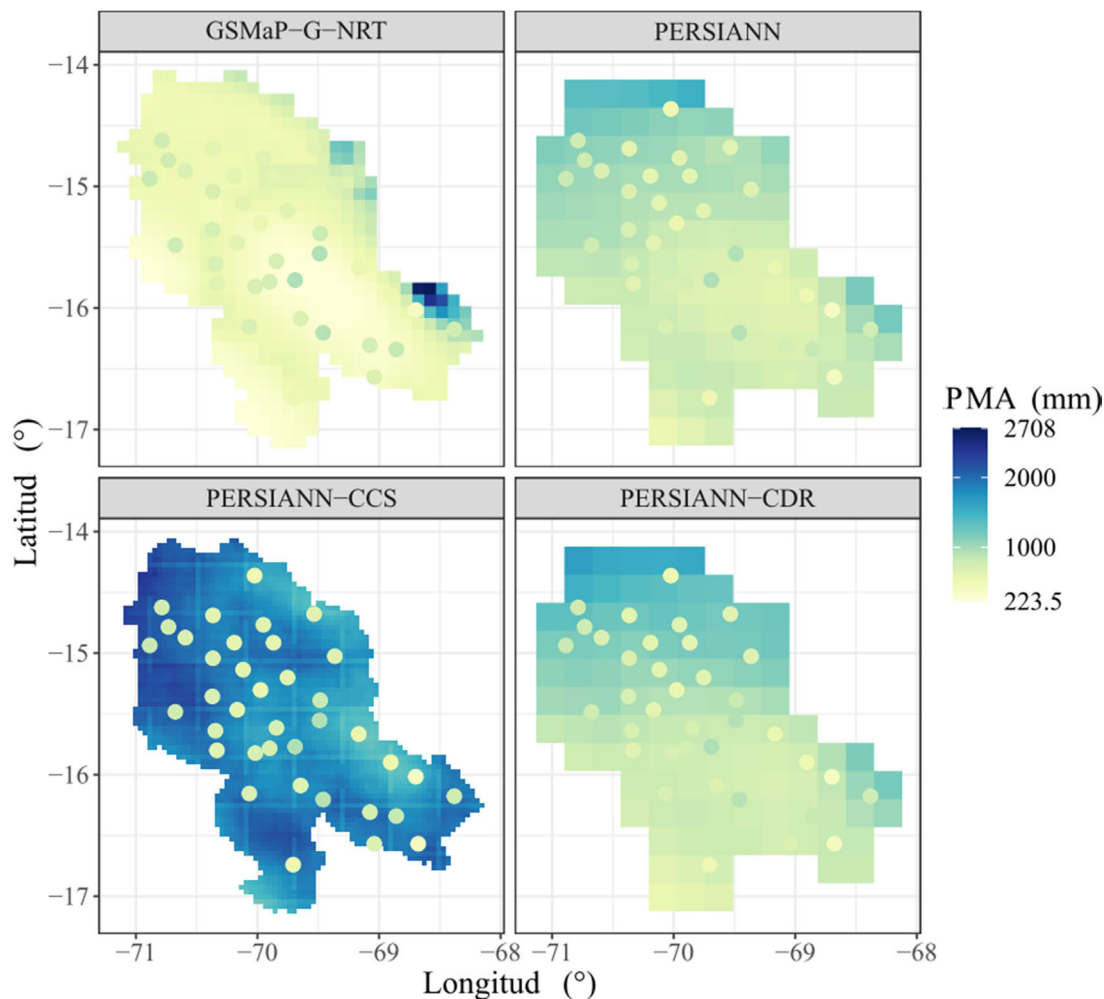 GSMaP−G−NRT
PERSIANN
−14
−15
−16
−17
PERSIANN−CCS
PERSIANN−CDR
−14
−15
−16
−17
−71
−70
−69
−68
−71
−70
−69
−68
Latitud (°)
Longitud (°)
PMA (mm)
2708
2000
1000
223.5